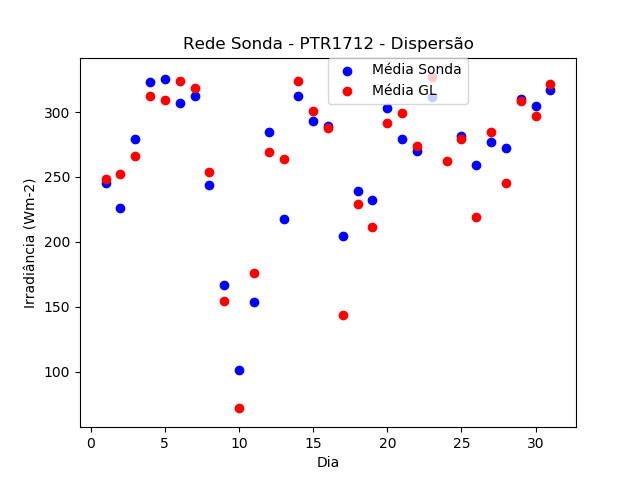 Rede Sonda - PTR1712 - Dispersão
Média Sonda
Média GL
Irradiância (Wm-2)
300
250
200
150
100
0 5 10 15 20 25 30
Dia